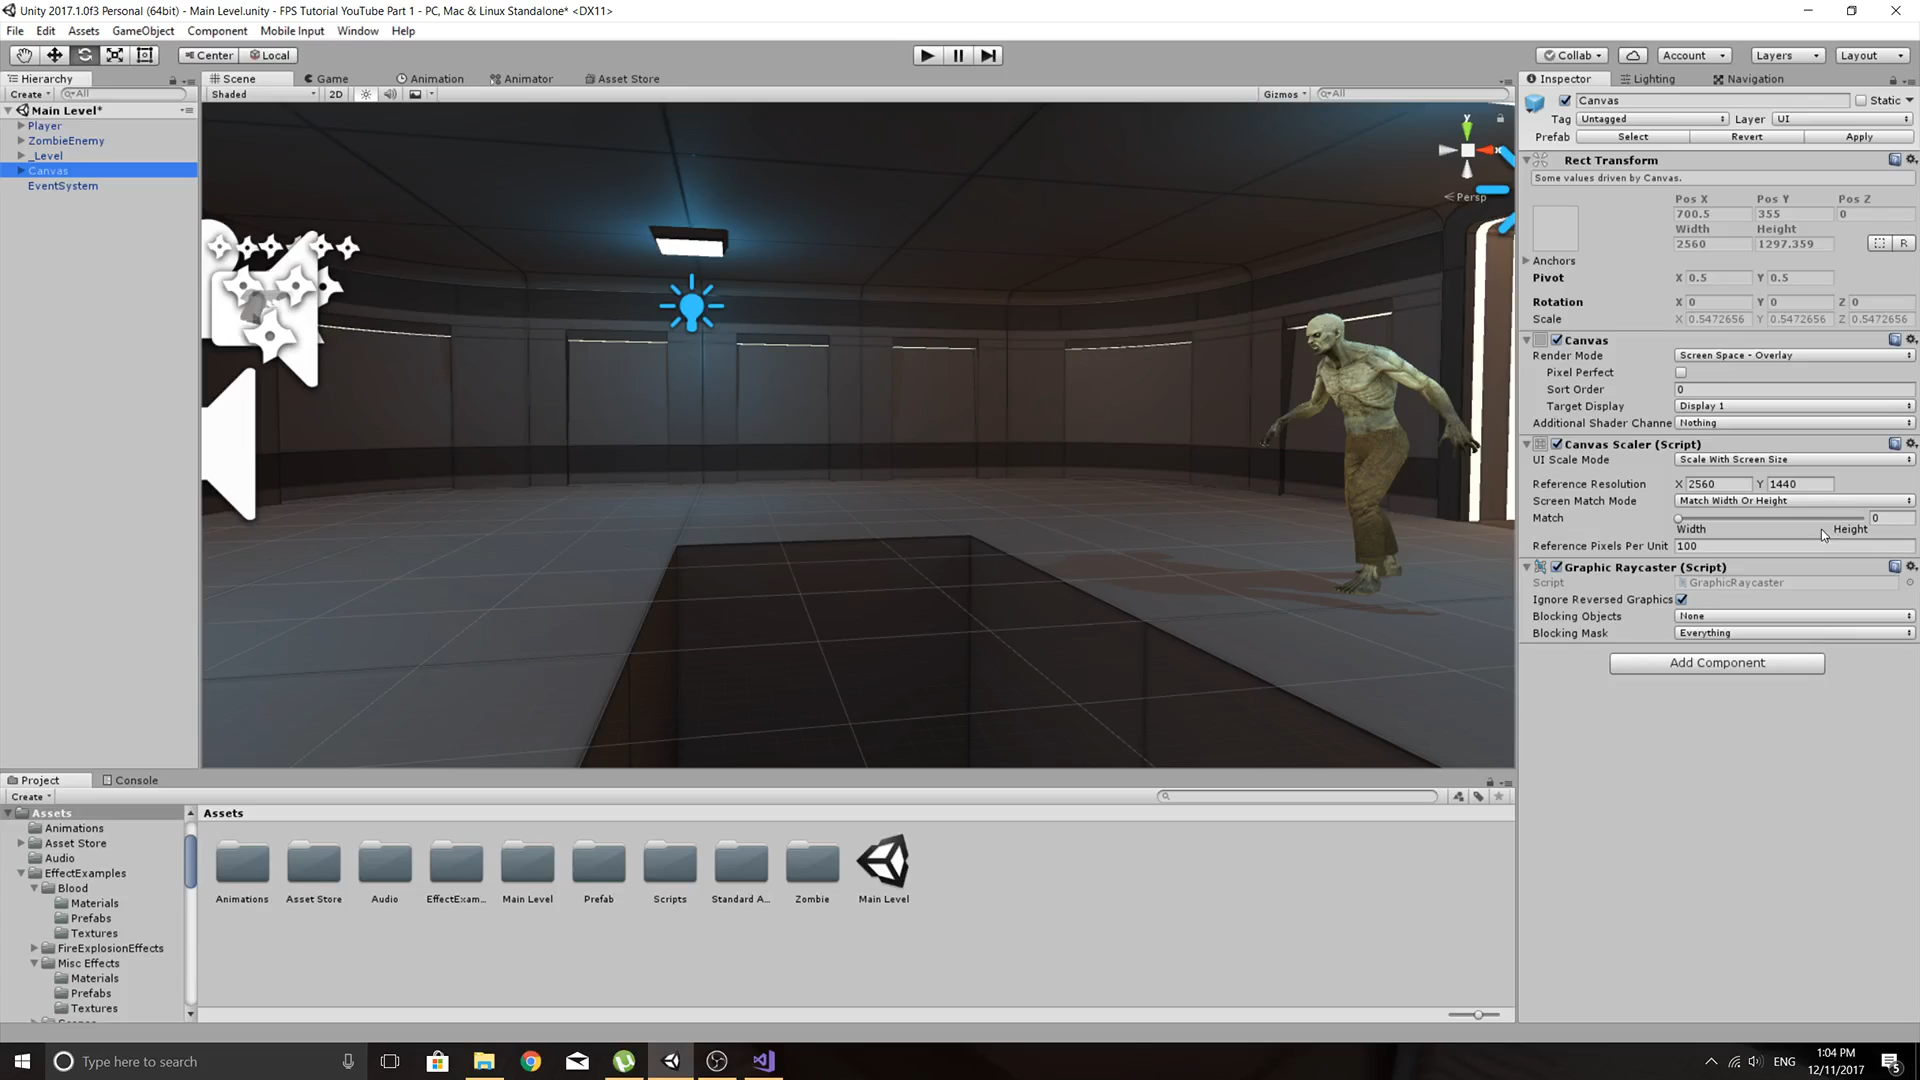 Unity 2017.1.0f3 Personal (64bit) - Main Level.unity - FPS Tutorial YouTube Part 1 - PC, Mac & Linux Standalone* <DX11>
File Edit Assets GameObject Component Mobile Input Window Help
Center Local Collab Account Layers Layout
Hierarchy Scene Game Animation Animator Asset Store Inspector Lighting Navigation
Create All Shaded 2D Gizmos All
Main Level*
Player
ZombieEnemy
_Level
Canvas
EventSystem
y
x
Persp
Canvas Static
Tag Untagged Layer UI
Prefab Select Revert Apply
Rect Transform
Some values driven by Canvas.
Pos X Pos Y Pos Z
700.5 355 0
Width Height
2560 1297.359 R
Anchors
Pivot X 0.5 Y 0.5
Rotation X 0 Y 0 Z 0
Scale X 0.5472656 Y 0.5472656 Z 0.5472656
Canvas
Render Mode Screen Space - Overlay
Pixel Perfect
Sort Order 0
Target Display Display 1
Additional Shader Channe Nothing
Canvas Scaler (Script)
UI Scale Mode Scale With Screen Size
Reference Resolution X 2560 Y 1440
Screen Match Mode Match Width Or Height
Match 0
Width Height
Reference Pixels Per Unit 100
Graphic Raycaster (Script)
Script GraphicRaycaster
Ignore Reversed Graphics
Blocking Objects None
Blocking Mask Everything
Add Component
Project Console
Create
Assets
Animations
Asset Store
Audio
EffectExamples
Blood
Materials
Prefabs
Textures
FireExplosionEffects
Misc Effects
Materials
Prefabs
Textures
Assets
Animations Asset Store Audio EffectExam... Main Level Prefab Scripts Standard A... Zombie Main Level
Type here to search
ENG
1:04 PM
12/11/2017
5